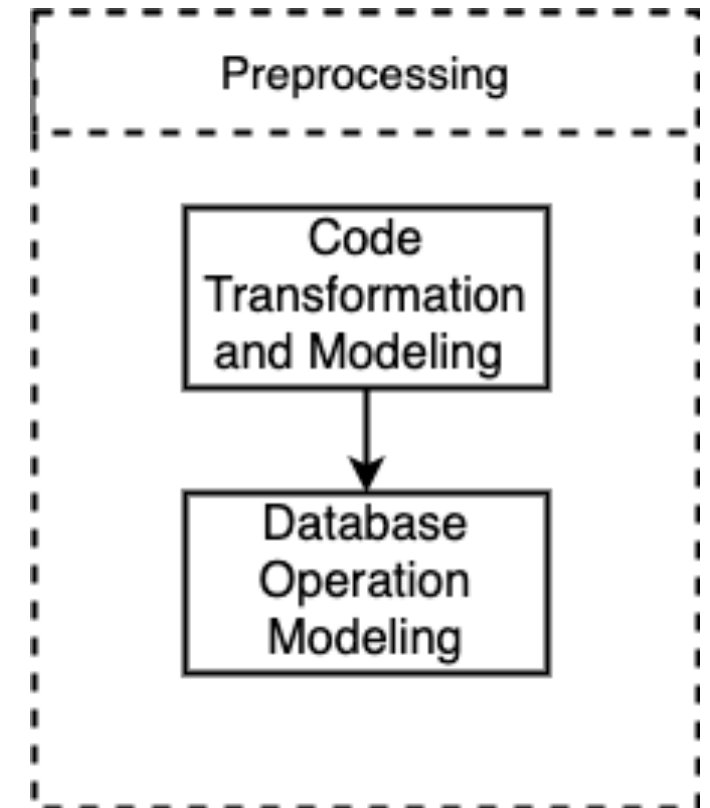 Preprocessing
Code
Transformation
and Modeling
Database
Operation
Modeling